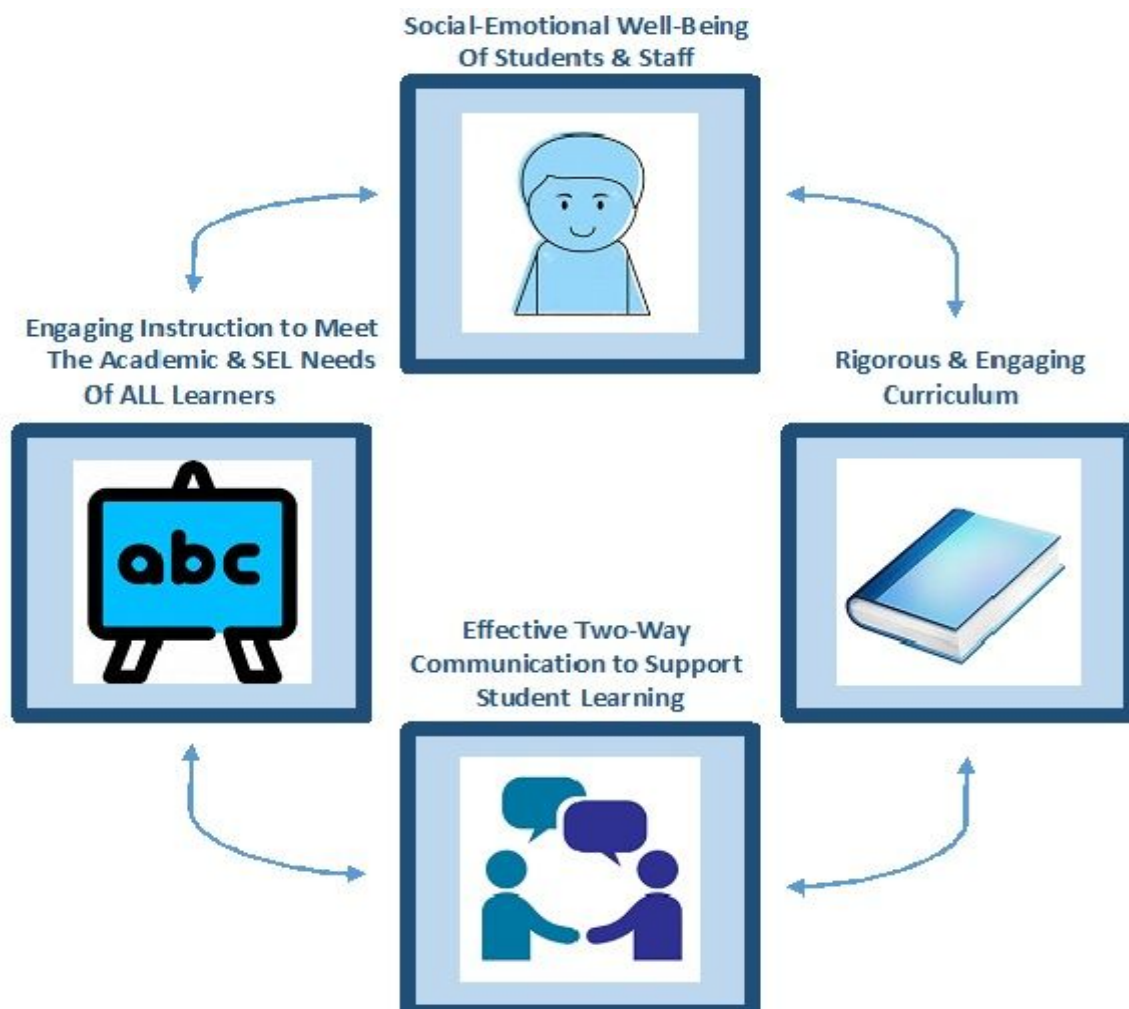 Social-Emotional Well-Being
Of Students & Staff
Engaging Instruction to Meet
The Academic & SEL Needs
Of ALL Learners
Rigorous & Engaging
Curriculum
abc
Effective Two-Way
Communication to Support
Student Learning